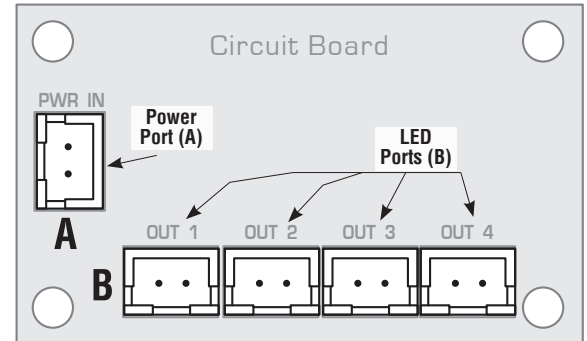 Circuit Board
PWR IN
Power
Port (A)
LED
Ports (B)
A
OUT 1 OUT 2 OUT 3 OUT 4
B